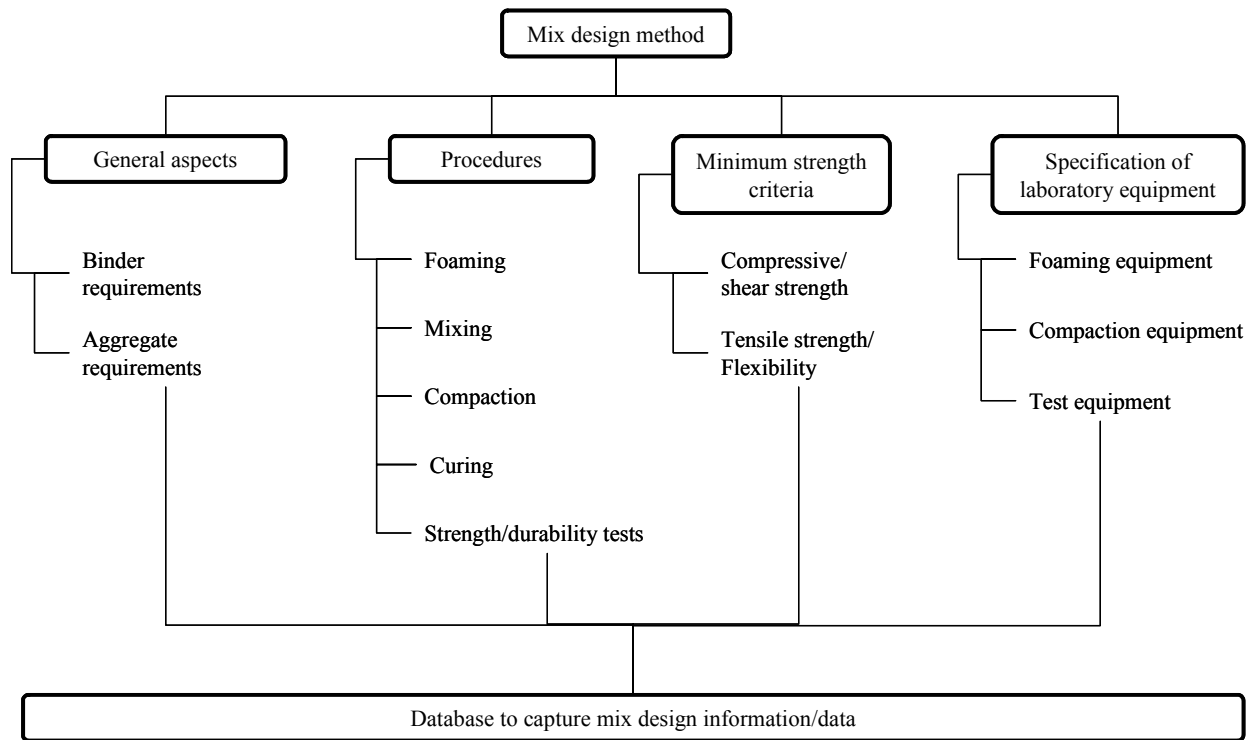 Mix design method
General aspects
Binder
requirements
Aggregate
requirements
Procedures
Foaming
Mixing
Compaction
Curing
Strength/durability tests
Minimum strength
criteria
Compressive/
shear strength
Tensile strength/
Flexibility
Specification of
laboratory equipment
Foaming equipment
Compaction equipment
Test equipment
Database to capture mix design information/data